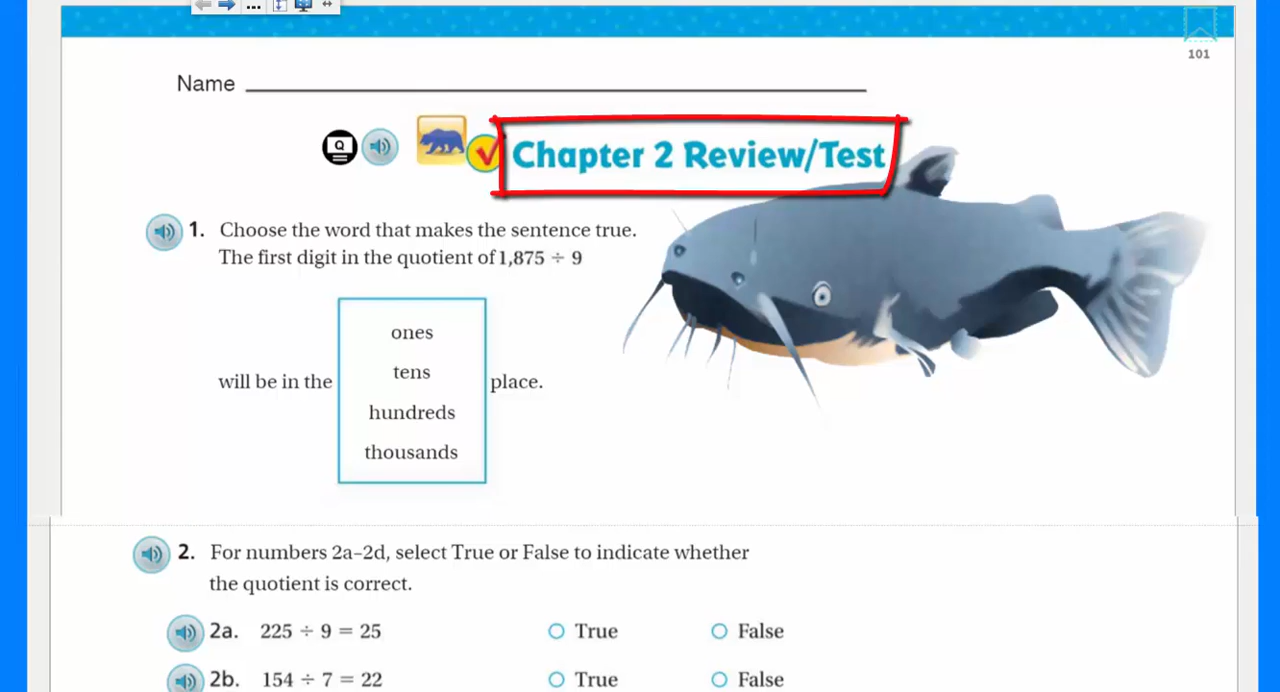 101
Name
Q
Chapter 2 Review/Test
1. Choose the word that makes the sentence true.
The first digit in the quotient of 1,875 ÷ 9
ones
tens
will be in the
place.
hundreds
thousands
2. For numbers 2a–2d, select True or False to indicate whether
the quotient is correct.
2a. 225 ÷ 9 = 25 True False
2b. 154 ÷ 7 = 22 True False